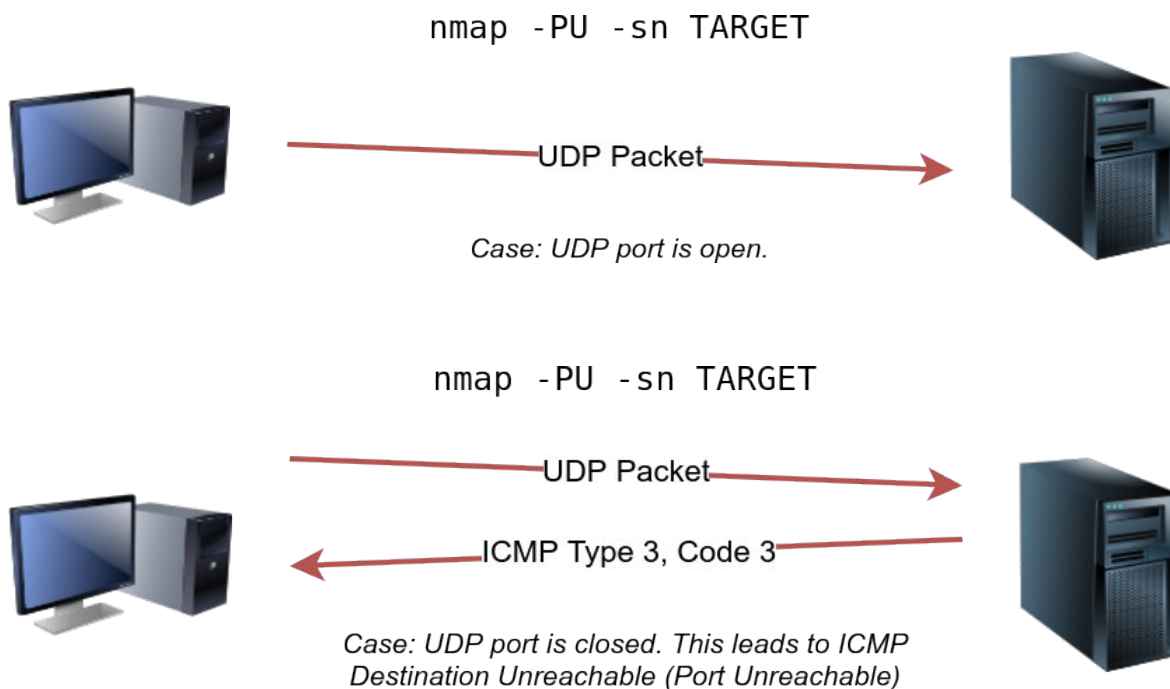 nmap -PU -sn TARGET
UDP Packet
Case: UDP port is open.
nmap -PU -sn TARGET
UDP Packet
ICMP Type 3, Code 3
Case: UDP port is closed. This leads to ICMP
Destination Unreachable (Port Unreachable)